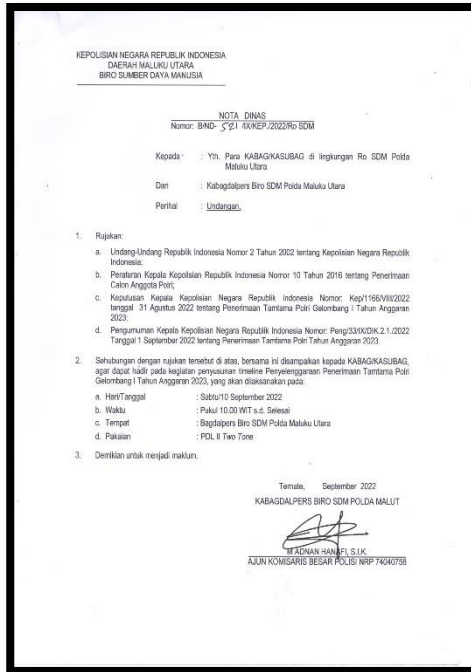 KEPOLISIAN NEGARA REPUBLIK INDONESIA
DAERAH MALUKU UTARA
BIRO SUMBER DAYA MANUSIA
NOTA DINAS
Nomor: B/ND- 521 /IX/KEP./2022/Ro SDM
Kepada : Yth. Para KABAG/KASUBAG di lingkungan Ro SDM Polda
Maluku Utara
Dari : Kabagdalpers Biro SDM Polda Maluku Utara
Perihal : Undangan.
1. Rujukan:
a. Undang-Undang Republik Indonesia Nomor 2 Tahun 2002 tentang Kepolisian Negara Republik
Indonesia;
b. Peraturan Kepala Kepolisian Republik Indonesia Nomor 10 Tahun 2016 tentang Penerimaan
Calon Anggota Polri;
c. Keputusan Kepala Kepolisian Negara Republik Indonesia Nomor: Kep/1166/VIII/2022
tanggal 31 Agustus 2022 tentang Penerimaan Tamtama Polri Gelombang I Tahun Anggaran
2023;
d. Pengumuman Kepala Kepolisian Negara Republik Indonesia Nomor: Peng/33/IX/DIK.2.1./2022
Tanggal 1 September 2022 tentang Penerimaan Tamtama Polri Tahun Anggaran 2023.
2. Sehubungan dengan rujukan tersebut di atas, bersama ini disampaikan kepada KABAG/KASUBAG,
agar dapat hadir pada kegiatan penyusunan timeline Penyelenggaraan Penerimaan Tamtama Polri
Gelombang I Tahun Anggaran 2023, yang akan dilaksanakan pada:
a. Hari/Tanggal : Sabtu/10 September 2022
b. Waktu : Pukul 10.00 WIT s.d. Selesai
c. Tempat : Bagdalpers Biro SDM Polda Maluku Utara
d. Pakaian : PDL II Two Tone
3. Demikian untuk menjadi maklum.
Ternate, September 2022
KABAGDALPERS BIRO SDM POLDA MALUT
M ADNAN HANAFI, S.I.K.
AJUN KOMISARIS BESAR POLISI NRP 74040758